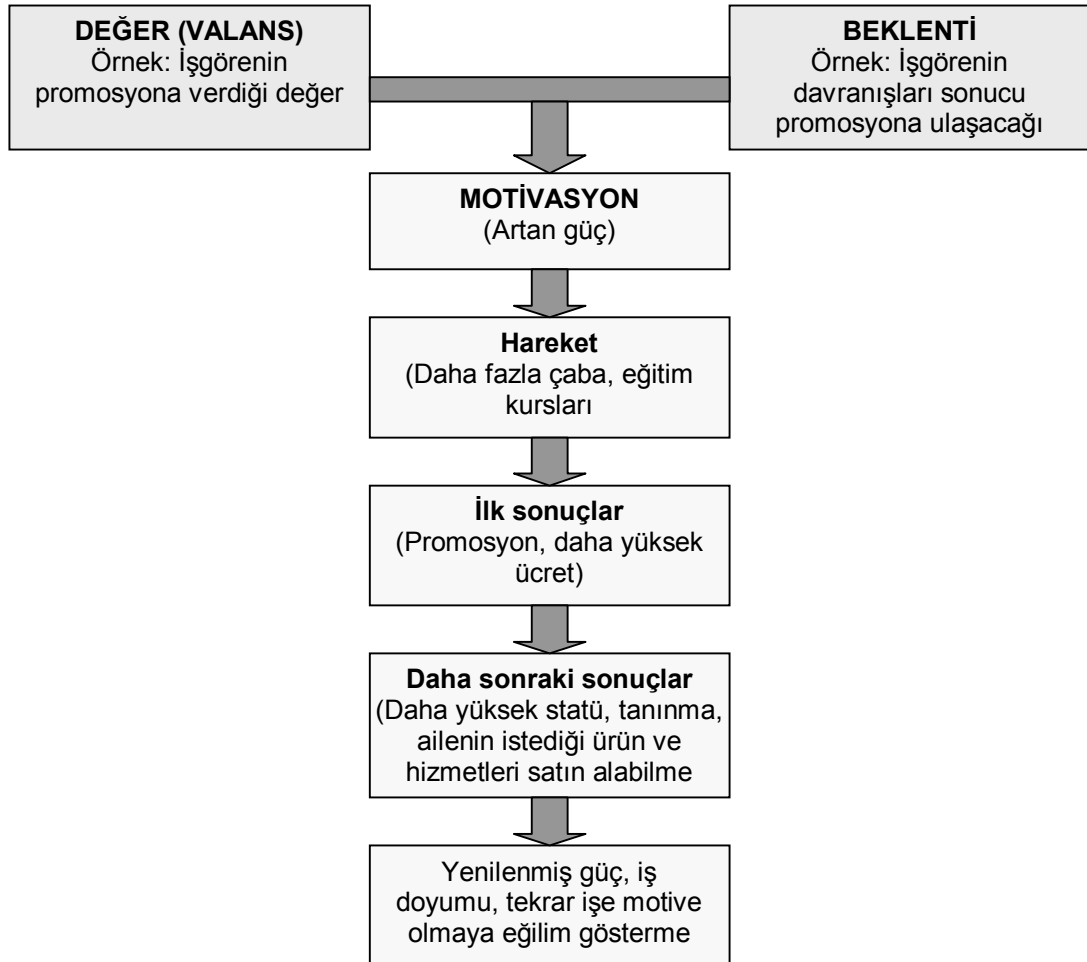 DEĞER (VALANS)
Örnek: İşgörenin
promosyona verdiği değer
BEKLENTİ
Örnek: İşgörenin
davranışları sonucu
promosyona ulaşacağı
MOTİVASYON
(Artan güç)
Hareket
(Daha fazla çaba, eğitim
kursları
İlk sonuçlar
(Promosyon, daha yüksek
ücret)
Daha sonraki sonuçlar
(Daha yüksek statü, tanınma,
ailenin istediği ürün ve
hizmetleri satın alabilme
Yenilenmiş güç, iş
doyumu, tekrar işe motive
olmaya eğilim gösterme